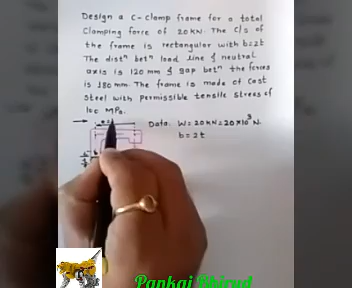 Design a C-clamp frame for a total
Clamping force of 20KN. The C/S of
the frame is rectangular with b=2t
The distⁿ betⁿ load line & neutral
axis is 120 mm & gap betⁿ the forces
is 180 mm. The frame is made of cast
steel with permissible tensile stress of
100 MPa.
Data. W=20KN=20×10³ N.
b=2t
Pankaj Bhirud